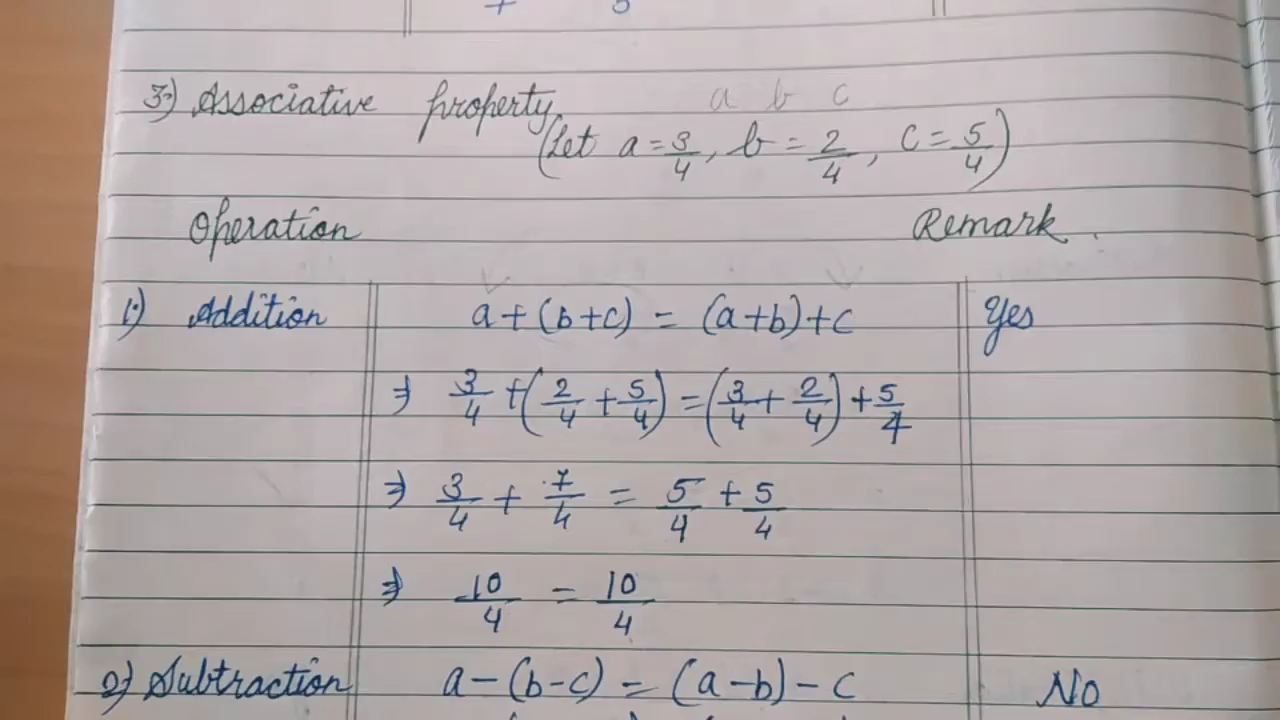 3) Associative property a b c
(Let a = 3/4, b = 2/4, c = 5/4)
Operation Remark.
1.) Addition a+(b+c) = (a+b)+c Yes
⇒ 3/4 + (2/4 + 5/4) = (3/4 + 2/4) + 5/4
⇒ 3/4 + 7/4 = 5/4 + 5/4
⇒ 10/4 = 10/4
2) Subtraction a-(b-c) = (a-b)-c No